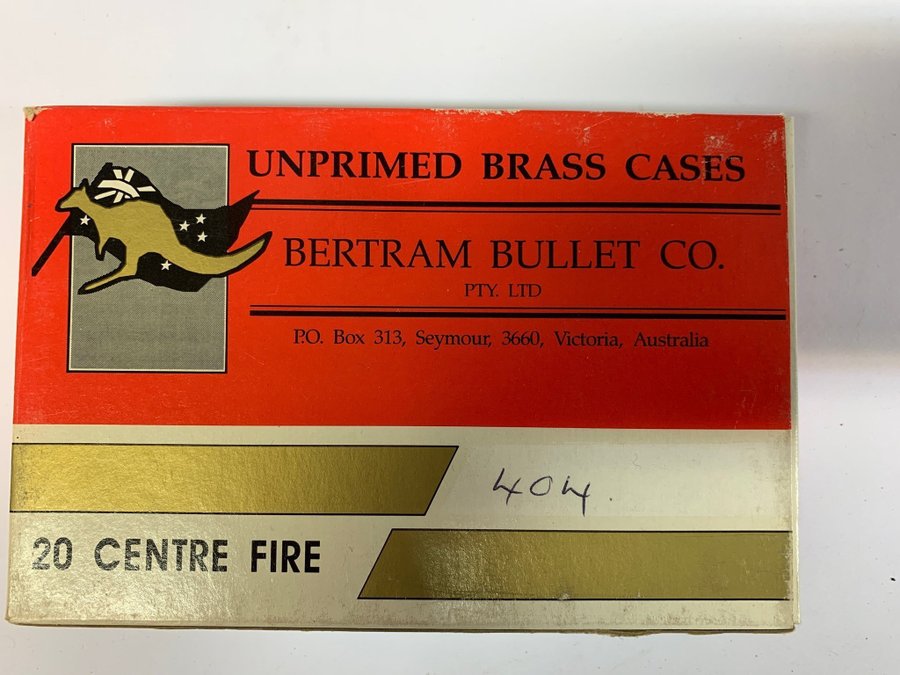 UNPRIMED BRASS CASES
BERTRAM BULLET CO.
PTY. LTD
P.O. Box 313, Seymour, 3660, Victoria, Australia
404.
20 CENTRE FIRE